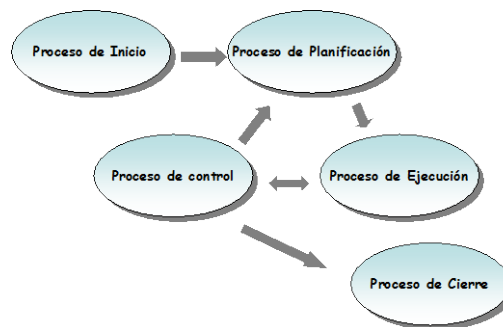 Proceso de Inicio
Proceso de Planificación
Proceso de control
Proceso de Ejecución
Proceso de Cierre